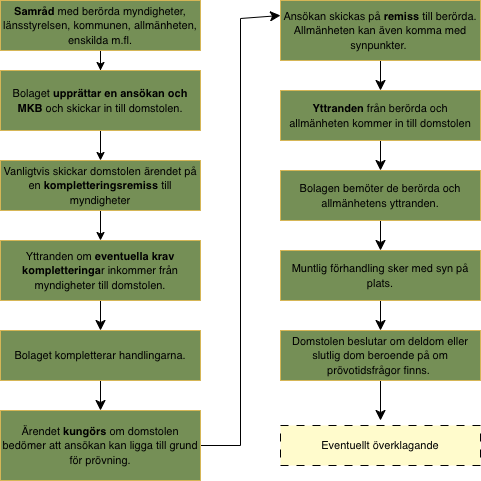 Samråd med berörda myndigheter,
länsstyrelsen, kommunen, allmänheten,
enskilda m.fl.
Bolaget upprättar en ansökan och
MKB och skickar in till domstolen.
Vanligtvis skickar domstolen ärendet på
en kompletteringsremiss till
myndigheter
Yttranden om eventuella krav
kompletteringar inkommer från
myndigheter till domstolen.
Bolaget kompletterar handlingarna.
Ärendet kungörs om domstolen
bedömer att ansökan kan ligga till grund
för prövning.
Ansökan skickas på remiss till berörda.
Allmänheten kan även komma med
synpunkter.
Yttranden från berörda och
allmänheten kommer in till domstolen
Bolagen bemöter de berörda och
allmänhetens yttranden.
Muntlig förhandling sker med syn på
plats.
Domstolen beslutar om deldom eller
slutlig dom beroende på om
prövotidsfrågor finns.
Eventuellt överklagande